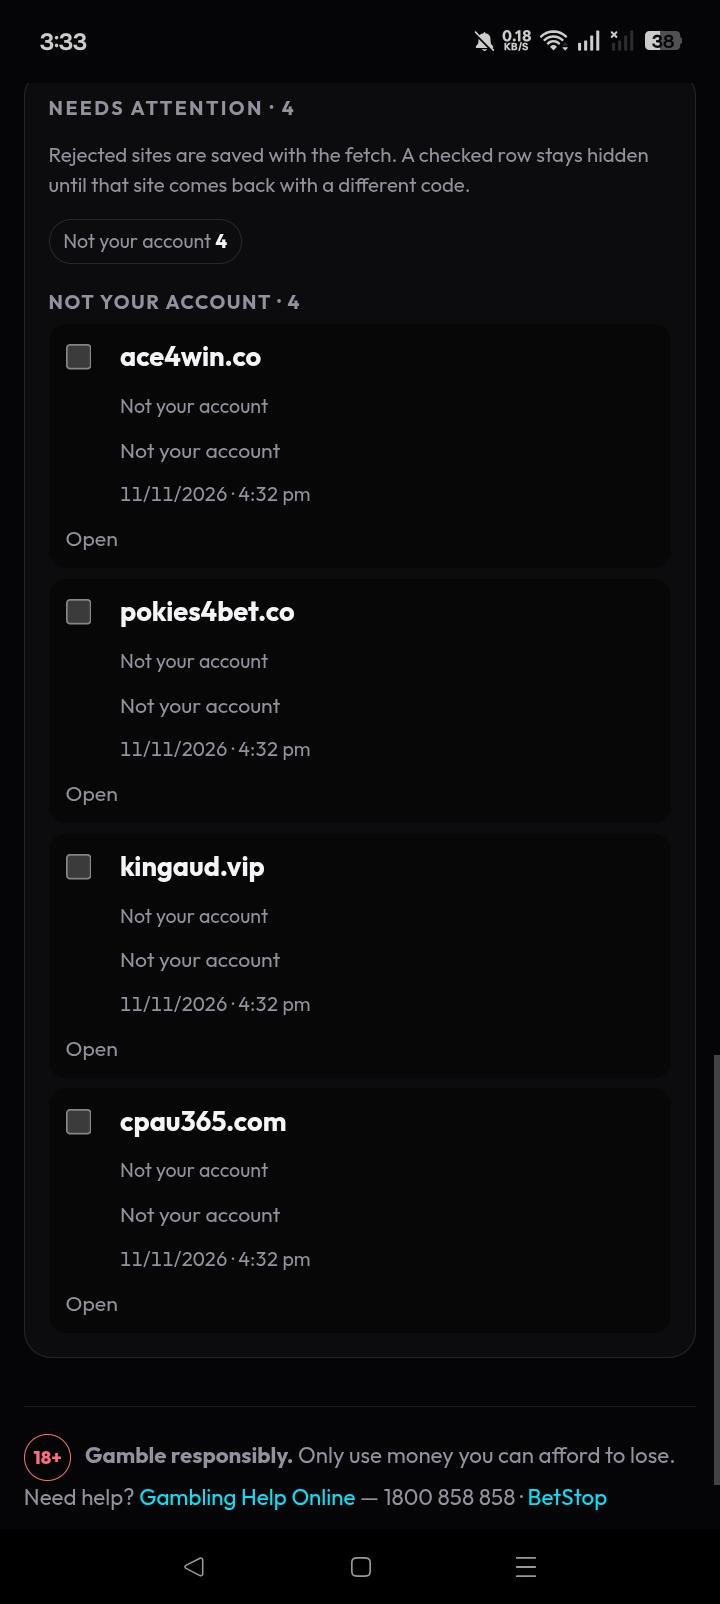 3:33
0.18
KB/S
38
NEEDS ATTENTION · 4
Rejected sites are saved with the fetch. A checked row stays hidden
until that site comes back with a different code.
Not your account 4
NOT YOUR ACCOUNT · 4
ace4win.co
Not your account
Not your account
11/11/2026 · 4:32 pm
Open
pokies4bet.co
Not your account
Not your account
11/11/2026 · 4:32 pm
Open
kingaud.vip
Not your account
Not your account
11/11/2026 · 4:32 pm
Open
cpau365.com
Not your account
Not your account
11/11/2026 · 4:32 pm
Open
18+ Gamble responsibly. Only use money you can afford to lose.
Need help? Gambling Help Online — 1800 858 858 · BetStop